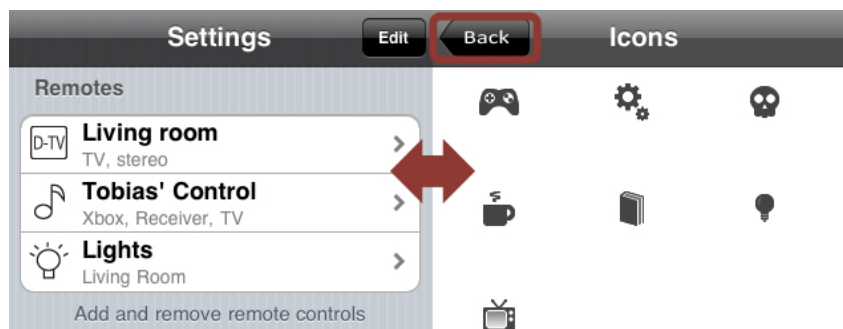 Settings
Edit
Back
Icons
Remotes
D-TV
Living room
TV, stereo
Tobias' Control
Xbox, Receiver, TV
Lights
Living Room
Add and remove remote controls